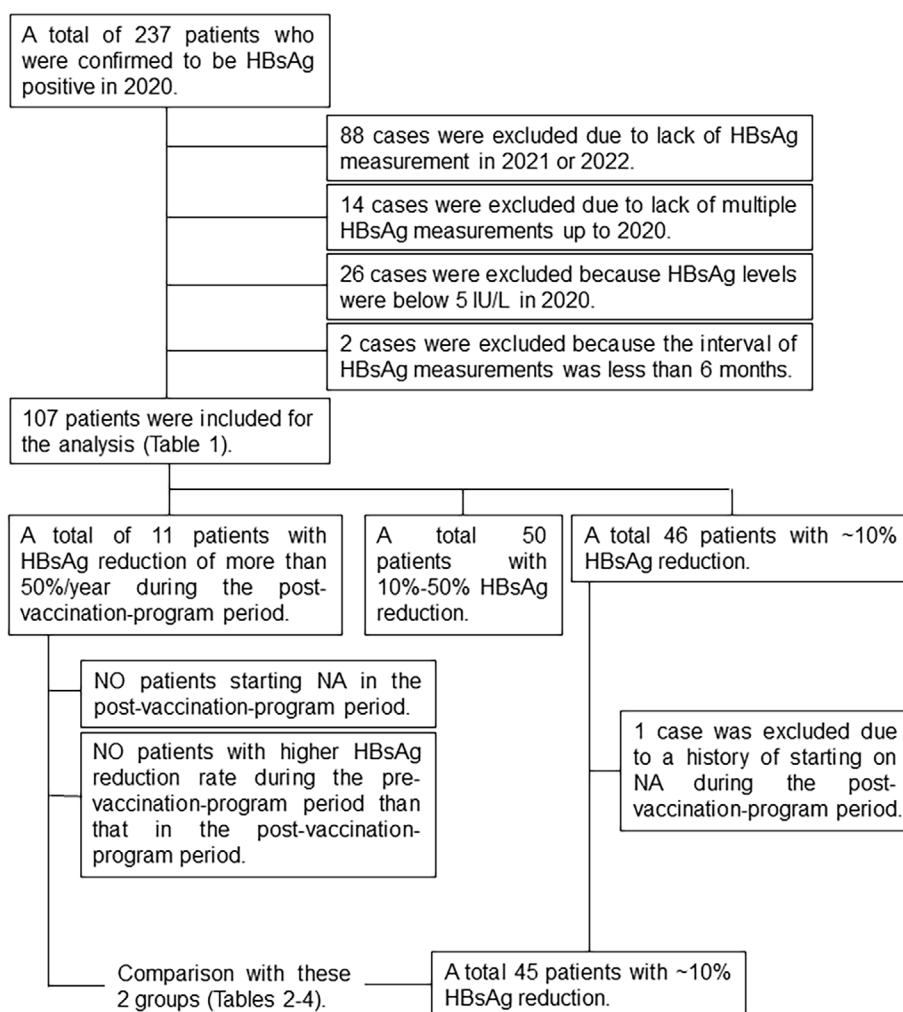 A total of 237 patients who
were confirmed to be HBsAg
positive in 2020.
88 cases were excluded due to lack of HBsAg
measurement in 2021 or 2022.
14 cases were excluded due to lack of multiple
HBsAg measurements up to 2020.
26 cases were excluded because HBsAg levels
were below 5 IU/L in 2020.
2 cases were excluded because the interval of
HBsAg measurements was less than 6 months.
107 patients were included for
the analysis (Table 1).
A total of 11 patients with
HBsAg reduction of more than
50%/year during the post-
vaccination-program period.
A total 50
patients with
10%-50% HBsAg
reduction.
A total 46 patients with ~10%
HBsAg reduction.
NO patients starting NA in the
post-vaccination-program period.
NO patients with higher HBsAg
reduction rate during the pre-
vaccination-program period than
that in the post-vaccination-
program period.
1 case was excluded due
to a history of starting on
NA during the post-
vaccination-program period.
Comparison with these
2 groups (Tables 2-4).
A total 45 patients with ~10%
HBsAg reduction.